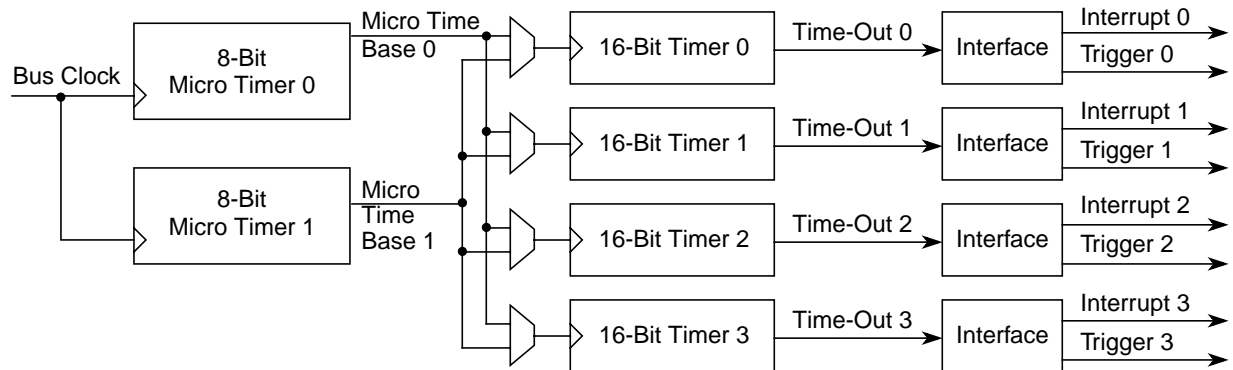 Bus Clock
8-Bit
Micro Timer 0
Micro Time
Base 0
8-Bit
Micro Timer 1
Micro
Time
Base 1
16-Bit Timer 0
Time-Out 0
Interface
Interrupt 0
Trigger 0
16-Bit Timer 1
Time-Out 1
Interface
Interrupt 1
Trigger 1
16-Bit Timer 2
Time-Out 2
Interface
Interrupt 2
Trigger 2
16-Bit Timer 3
Time-Out 3
Interface
Interrupt 3
Trigger 3